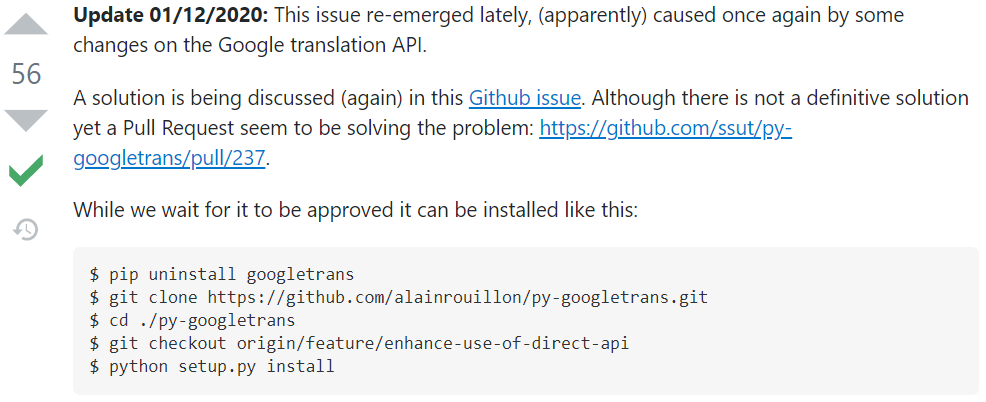 Update 01/12/2020: This issue re-emerged lately, (apparently) caused once again by some
changes on the Google translation API.
56
A solution is being discussed (again) in this Github issue. Although there is not a definitive solution
yet a Pull Request seem to be solving the problem: https://github.com/ssut/py-
googletrans/pull/237.
While we wait for it to be approved it can be installed like this:
$ pip uninstall googletrans
$ git clone https://github.com/alainrouillon/py-googletrans.git
$ cd ./py-googletrans
$ git checkout origin/feature/enhance-use-of-direct-api
$ python setup.py install